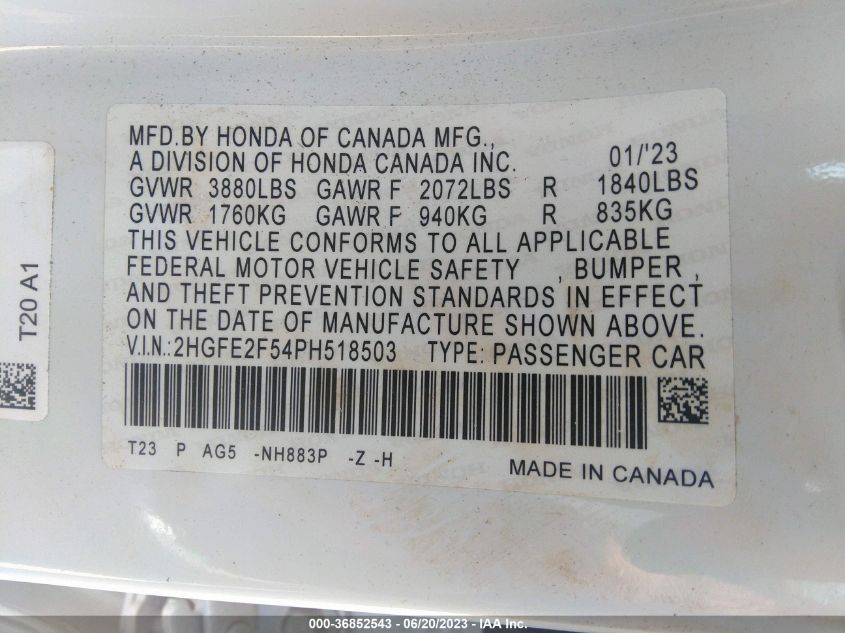 MFD.BY HONDA OF CANADA MFG.,
A DIVISION OF HONDA CANADA INC. 01/'23
GVWR 3880LBS GAWR F 2072LBS R 1840LBS
GVWR 1760KG GAWR F 940KG R 835KG
THIS VEHICLE CONFORMS TO ALL APPLICABLE
FEDERAL MOTOR VEHICLE SAFETY , BUMPER ,
AND THEFT PREVENTION STANDARDS IN EFFECT
ON THE DATE OF MANUFACTURE SHOWN ABOVE.
V.I.N.:2HGFE2F54PH518503 TYPE: PASSENGER CAR
T23 P AG5 -NH883P -Z -H
MADE IN CANADA
T20 A1
000-36852543 - 06/20/2023 - IAA Inc.